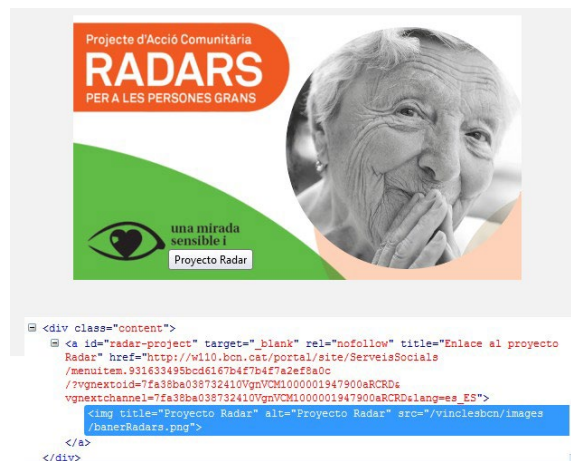 Projecte d'Acció Comunitària
RADARS
PER A LES PERSONES GRANS
una mirada
sensible i
Proyecto Radar
<div class="content">
<a id="radar-project" target="_blank" rel="nofollow" title="Enlace al proyecto
Radar" href="http://w110.bcn.cat/portal/site/ServeisSocials
/menuitem.931633495bcd6167b4f7b4f7a2ef8a0c
/?vgnextoid=7fa38ba038732410VgnVCM1000001947900aRCRD&
vgnextchannel=7fa38ba038732410VgnVCM1000001947900aRCRD&lang=es_ES">
<img title="Proyecto Radar" alt="Proyecto Radar" src="/vinclesbcn/images
/banerRadars.png">
</a>
</div>